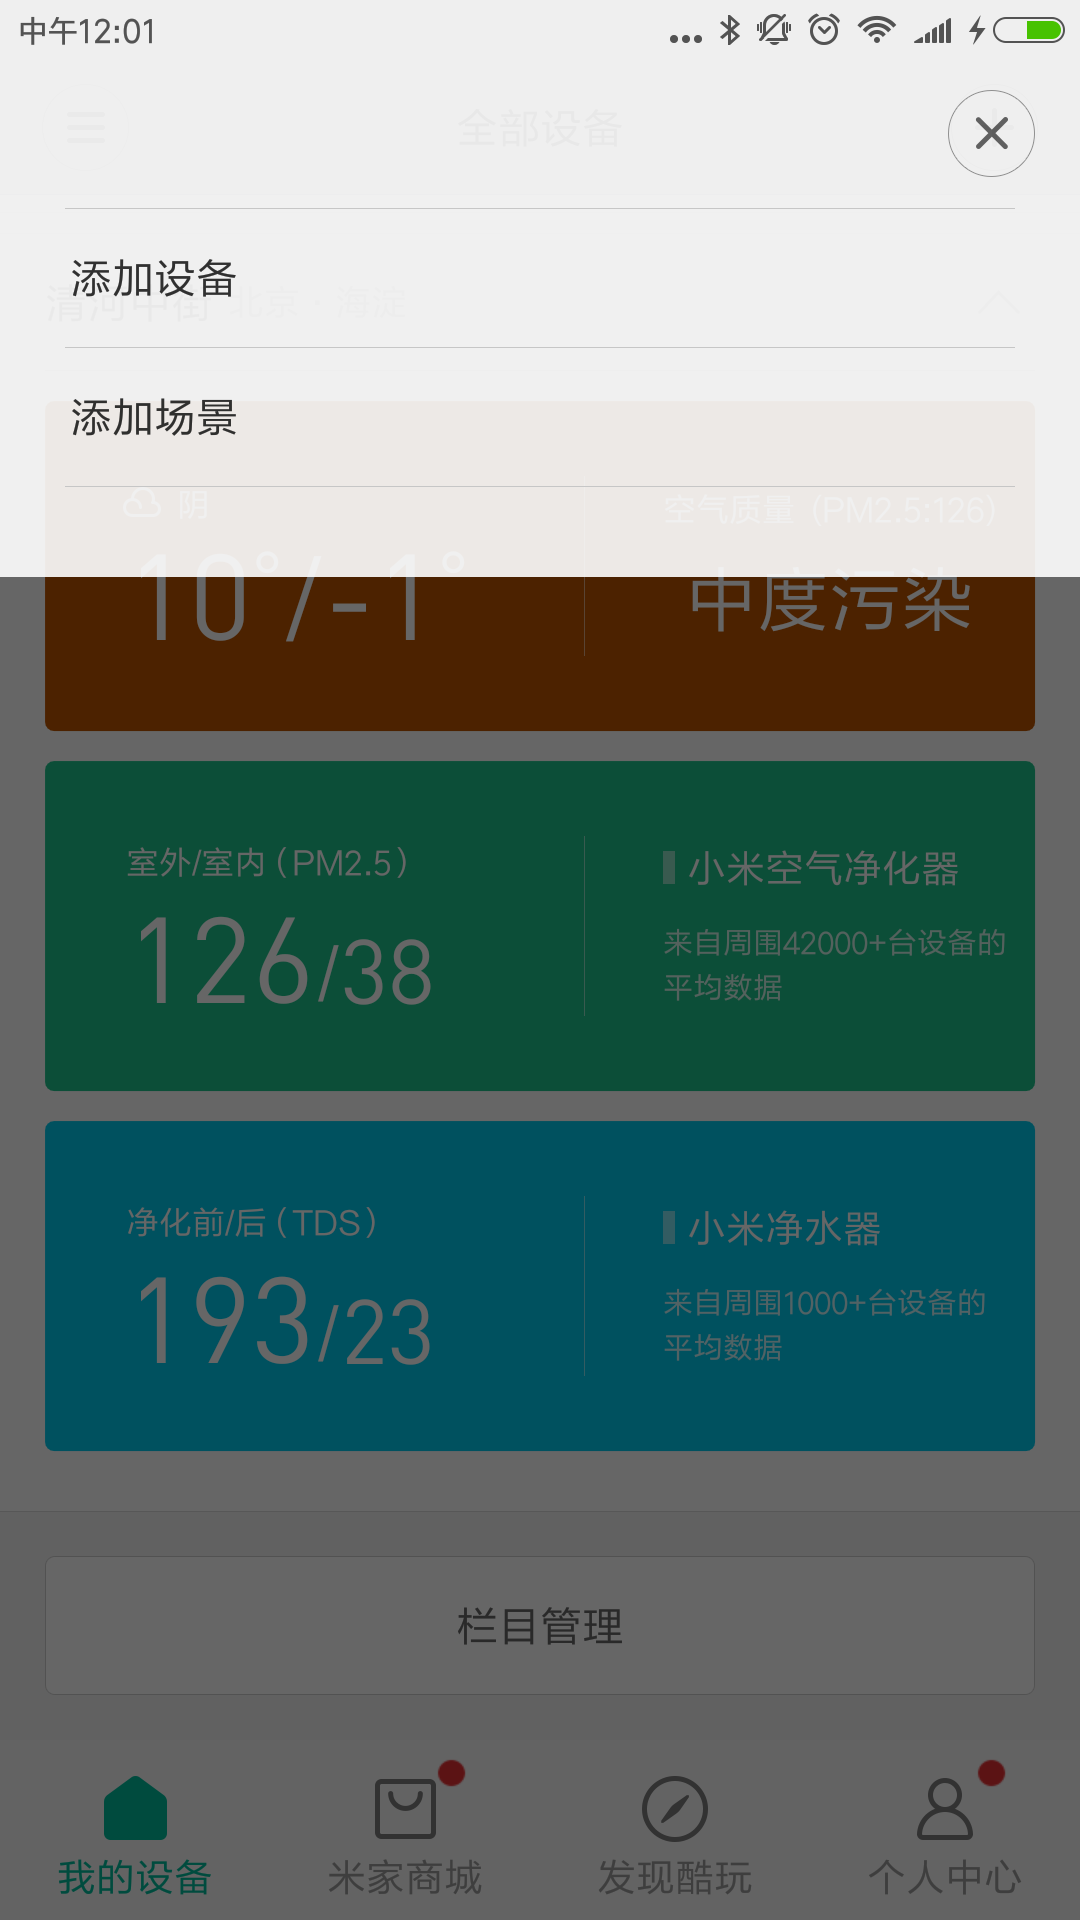 中午12:01
全部设备
添加设备
清河中街 北京·海淀
添加场景
阴
10°/-1°
空气质量 (PM2.5:126)
中度污染
室外/室内（PM2.5）
126/38
小米空气净化器
来自周围42000+台设备的
平均数据
净化前/后（TDS）
193/23
小米净水器
来自周围1000+台设备的
平均数据
栏目管理
我的设备
米家商城
发现酷玩
个人中心